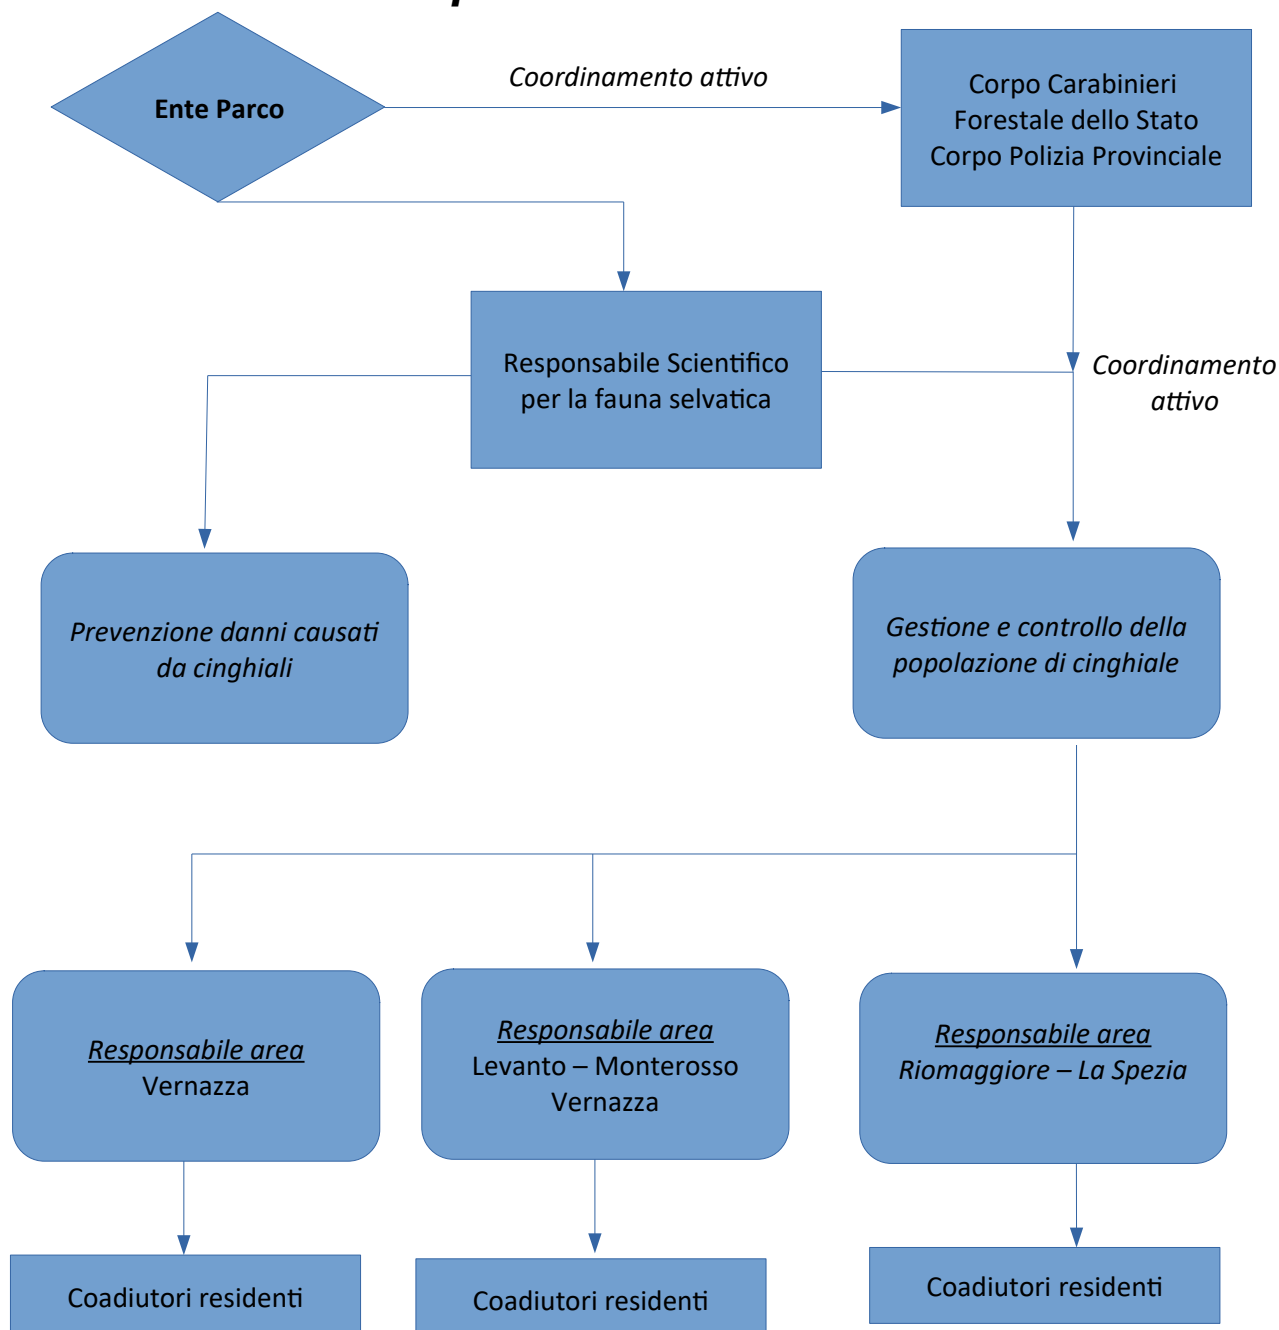 Coordinamento attivo
Ente Parco
Corpo Carabinieri
Forestale dello Stato
Corpo Polizia Provinciale
Responsabile Scientifico
per la fauna selvatica
Coordinamento
attivo
Prevenzione danni causati
da cinghiali
Gestione e controllo della
popolazione di cinghiale
Responsabile area
Vernazza
Responsabile area
Levanto – Monterosso
Vernazza
Responsabile area
Riomaggiore – La Spezia
Coadiutori residenti
Coadiutori residenti
Coadiutori residenti